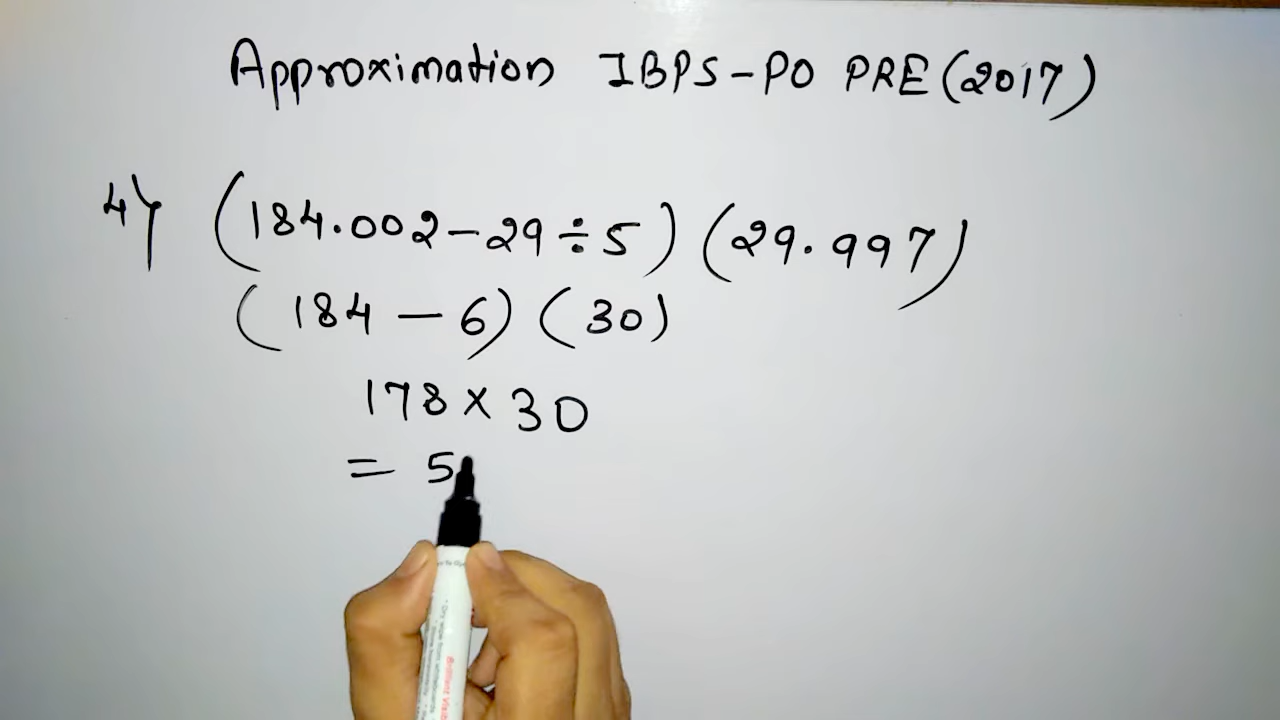 Approximation IBPS-PO PRE (2017)
4) (184.002-29÷5) (29.997)
(184 - 6) (30)
178 x 30
= 5